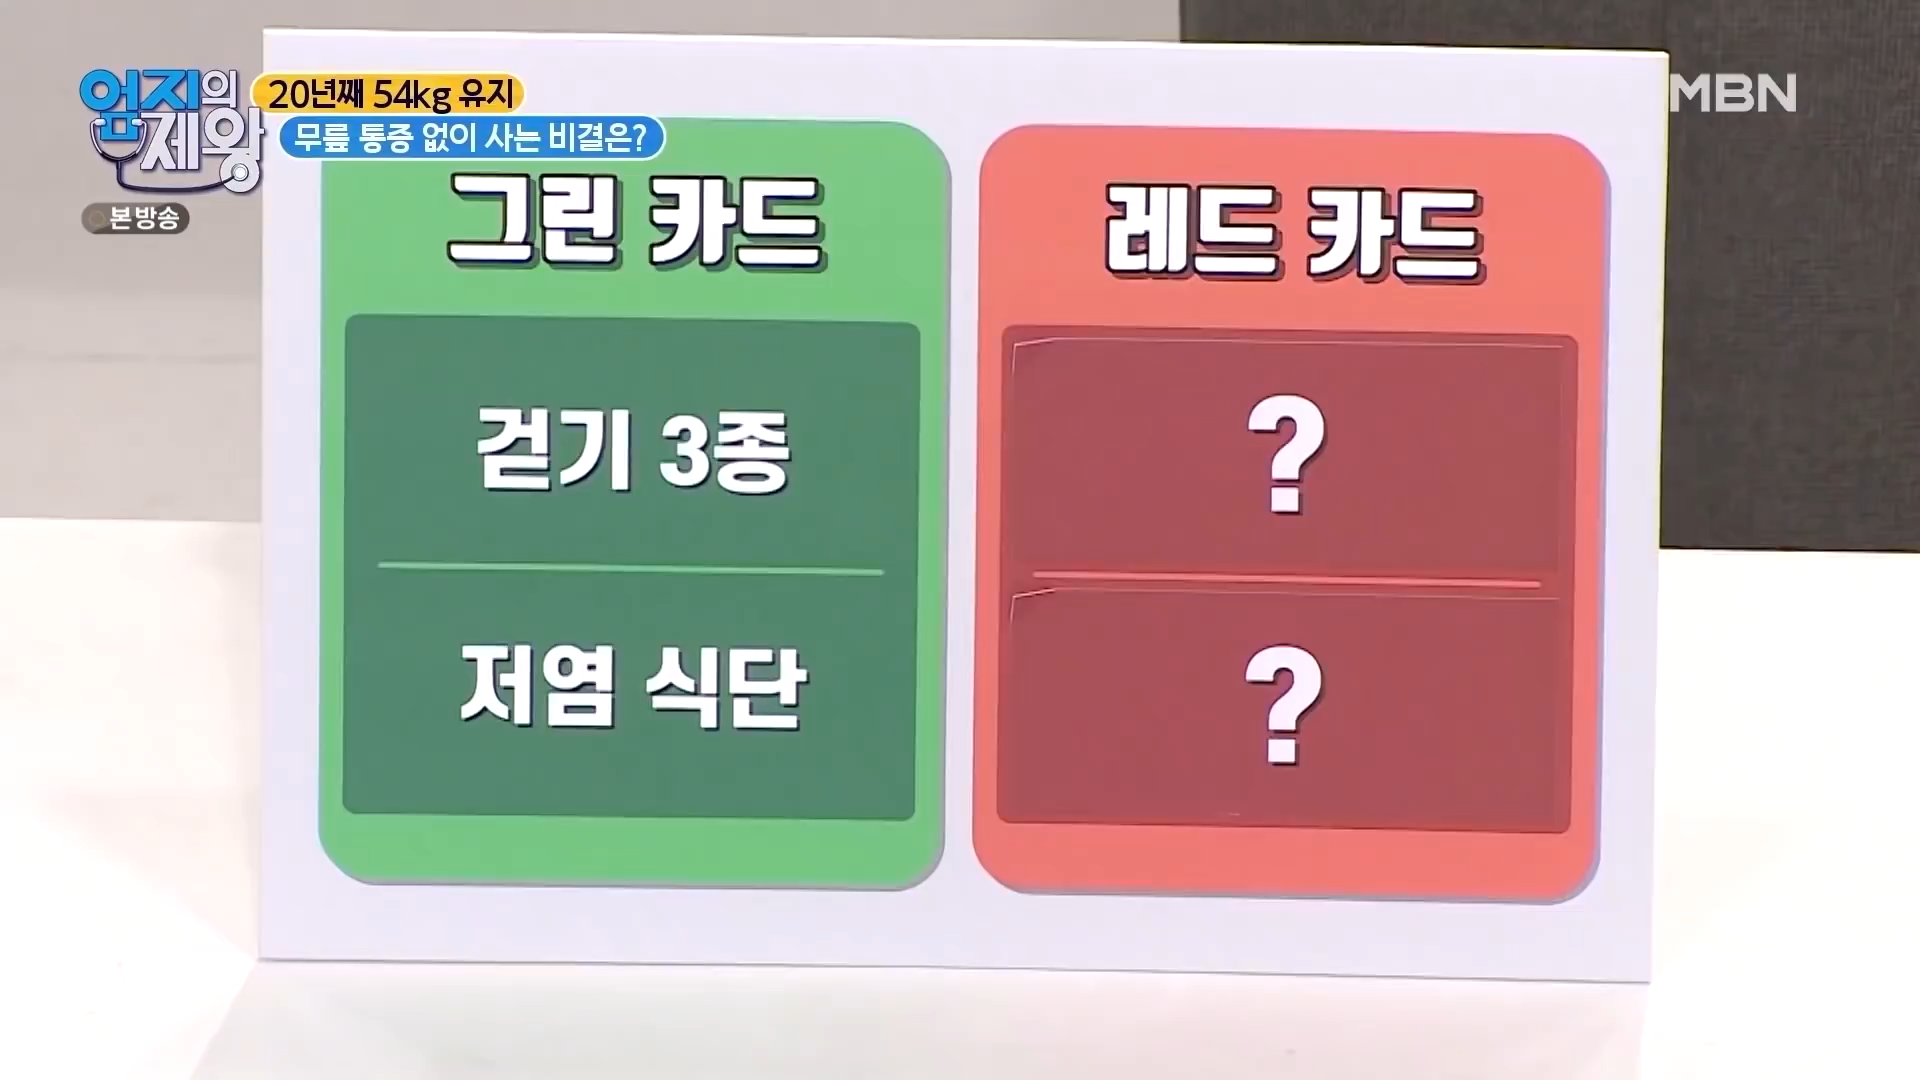 엄지의 제왕
20년째 54kg 유지
무릎 통증 없이 사는 비결은?
본방송
MBN
그린 카드
걷기 3종
저염 식단
레드 카드
?
?